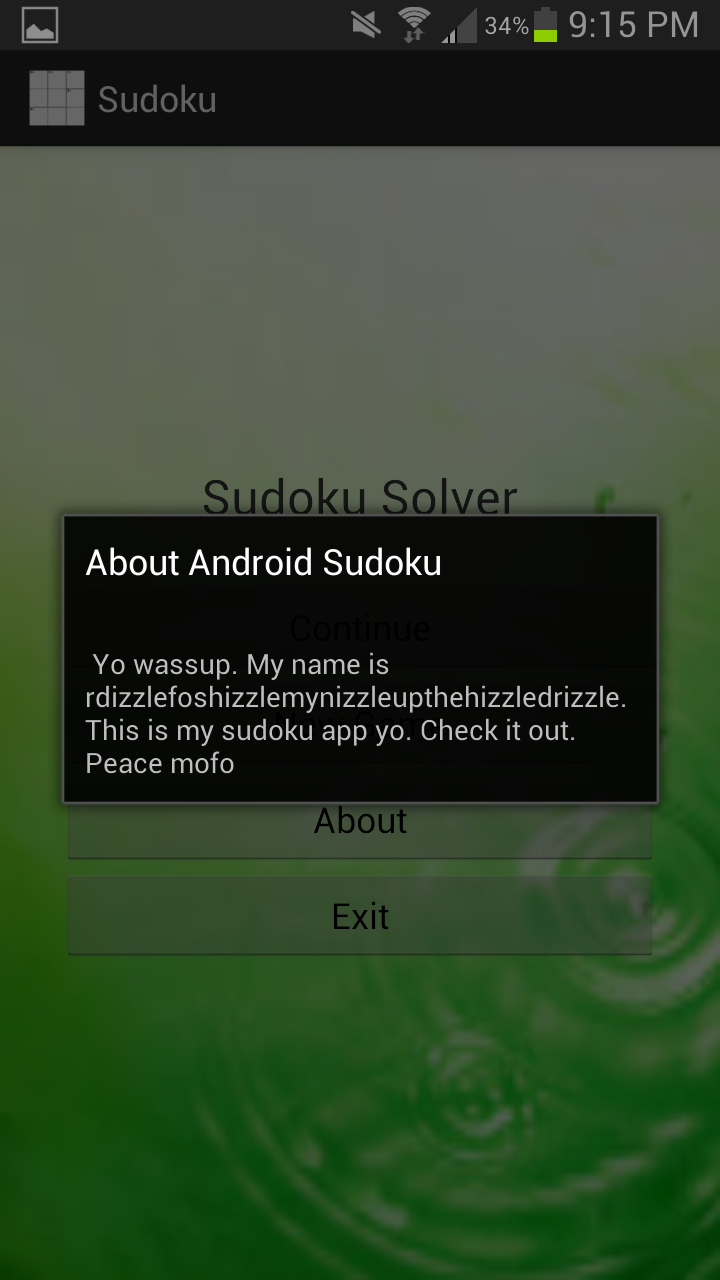 34% 9:15 PM
Sudoku
Sudoku Solver
About Android Sudoku
Continue
Yo wassup. My name is
rdizzlefoshizzlemynizzleupthehizzledrizzle.
This is my sudoku app yo. Check it out.
Peace mofo
About
Exit